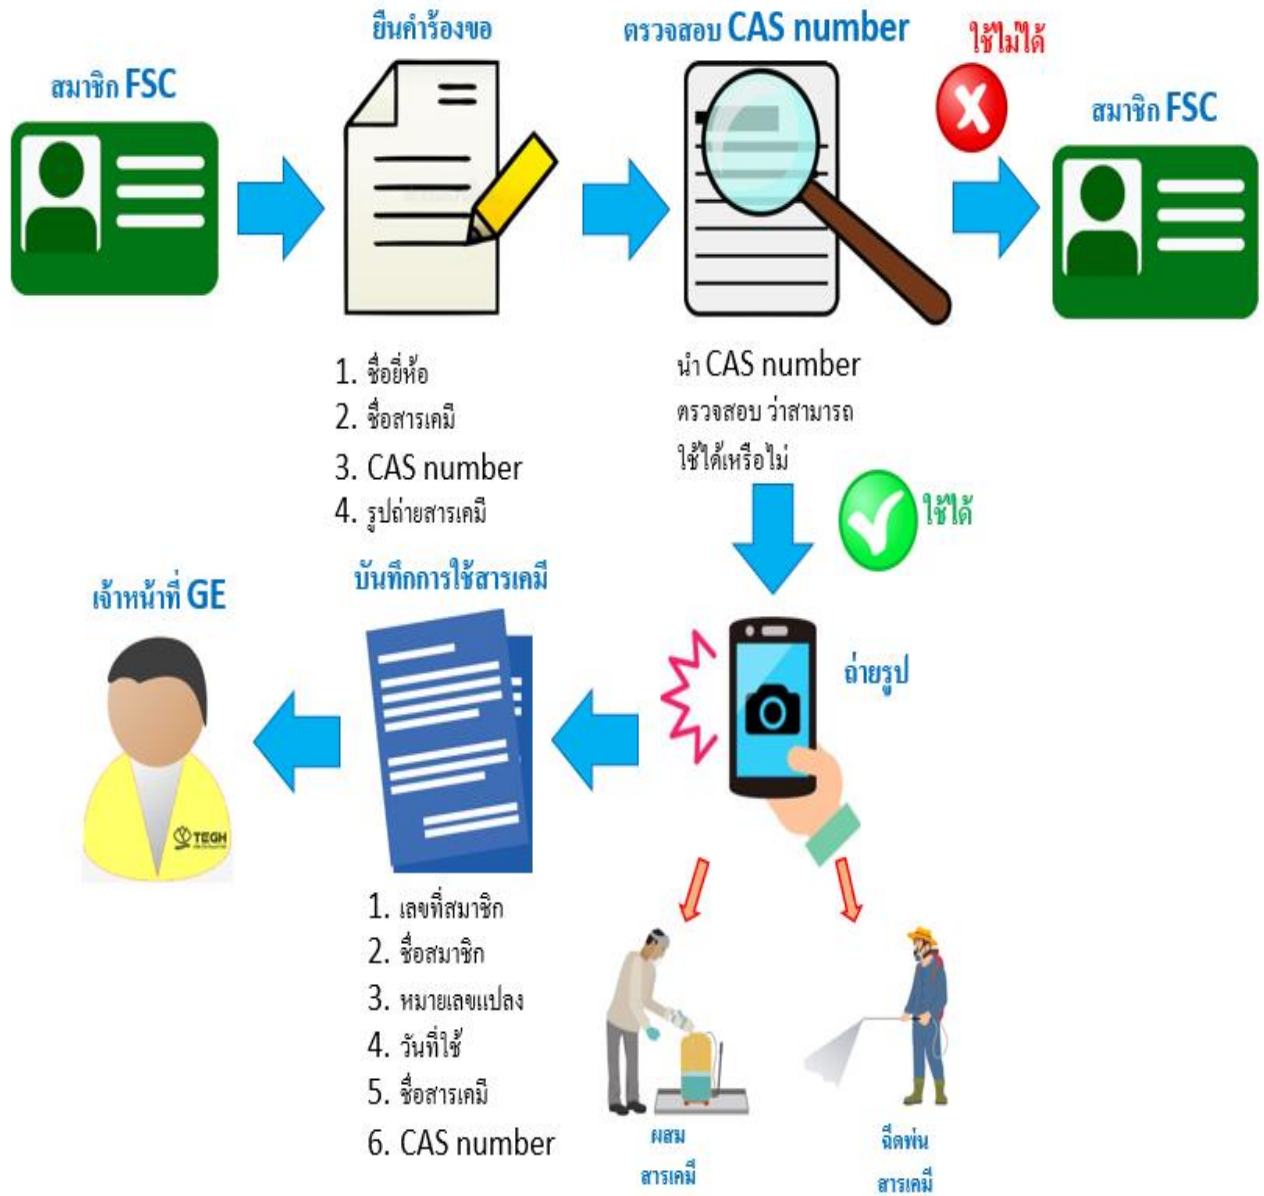 สมาชิก FSC
ยื่นคำร้องขอ
ตรวจสอบ CAS number
ใช้ไม่ได้
สมาชิก FSC
1. ชื่อยี่ห้อ
2. ชื่อสารเคมี
3. CAS number
4. รูปถ่ายสารเคมี
นำ CAS number
ตรวจสอบ ว่าสามารถ
ใช้ได้เหรือไม่
ใช้ได้
ถ่ายรูป
บันทึกการใช้สารเคมี
เจ้าหน้าที่ GE
TEGH
1. เลขที่สมาชิก
2. ชื่อสมาชิก
3. หมายเลขแปลง
4. วันที่ใช้
5. ชื่อสารเคมี
6. CAS number
ผสม
สารเคมี
ฉีดพ่น
สารเคมี